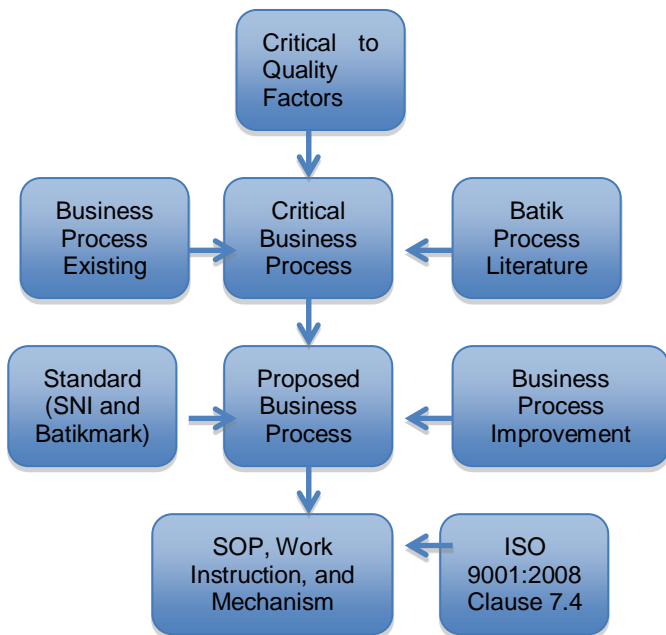 Critical to
Quality
Factors
Business
Process
Existing
Critical
Business
Process
Batik
Process
Literature
Standard
(SNI and
Batikmark)
Proposed
Business
Process
Business
Process
Improvement
SOP, Work
Instruction, and
Mechanism
ISO
9001:2008
Clause 7.4